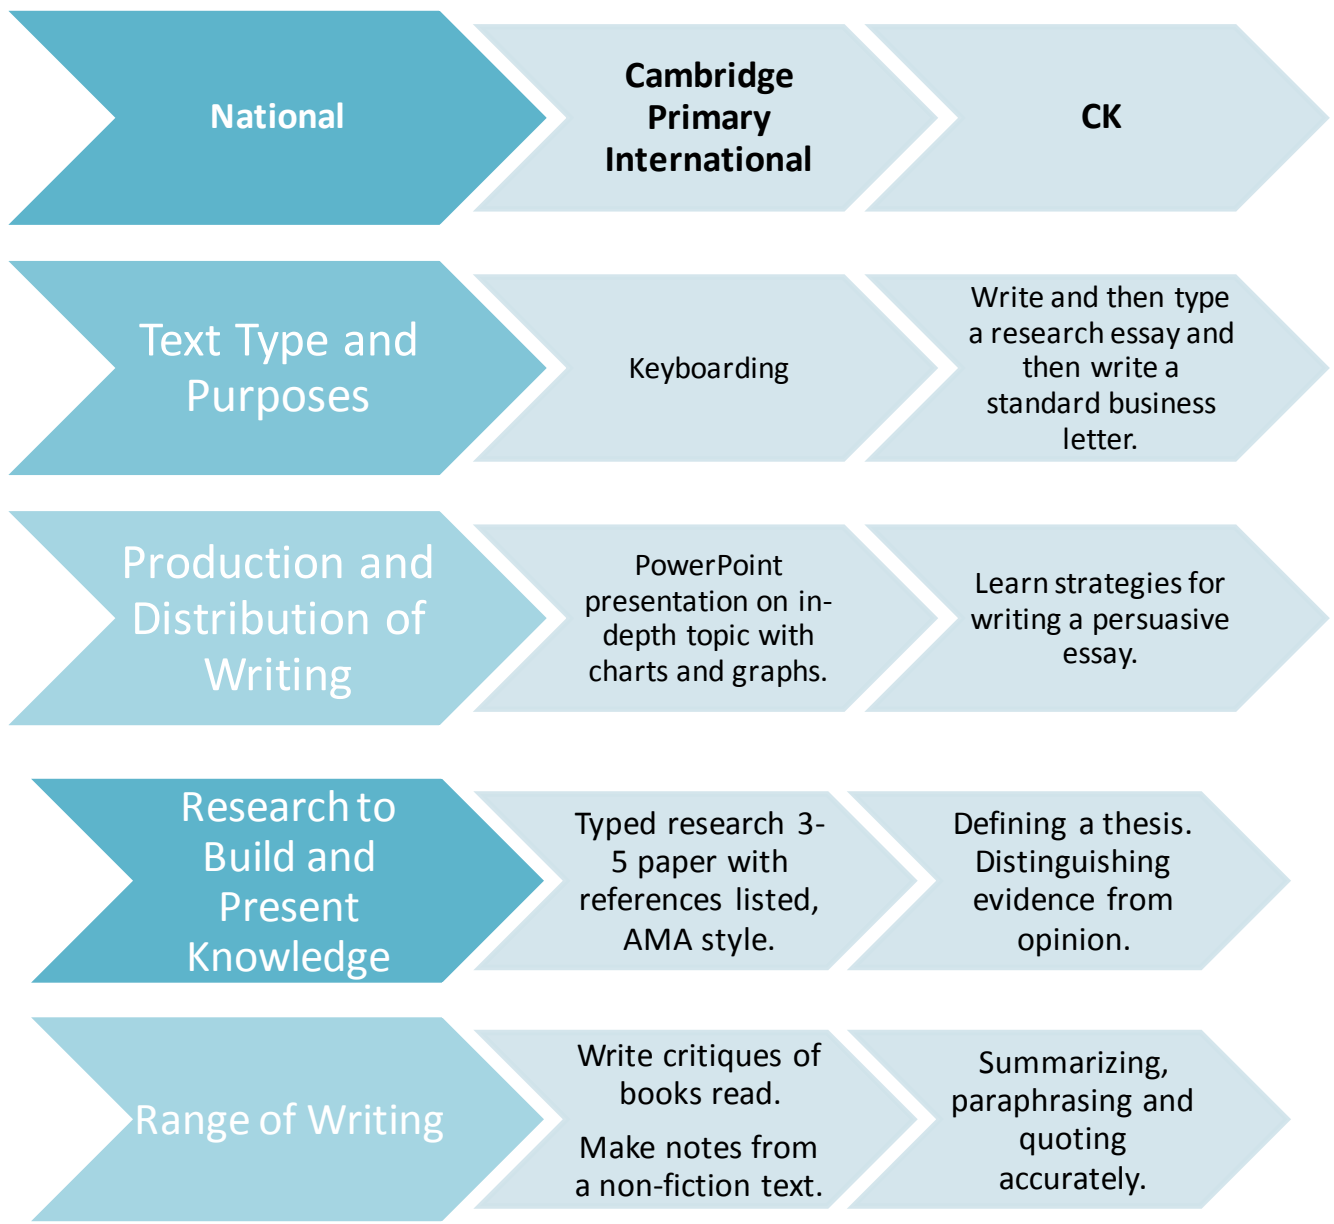 National
Cambridge
Primary
International
CK
Text Type and
Purposes
Keyboarding
Write and then type
a research essay and
then write a
standard business
letter.
Production and
Distribution of
Writing
PowerPoint
presentation on in-
depth topic with
charts and graphs.
Learn strategies for
writing a persuasive
essay.
Research to
Build and
Present
Knowledge
Typed research 3-
5 paper with
references listed,
AMA style.
Defining a thesis.
Distinguishing
evidence from
opinion.
Range of Writing
Write critiques of
books read.
Make notes from
a non-fiction text.
Summarizing,
paraphrasing and
quoting
accurately.